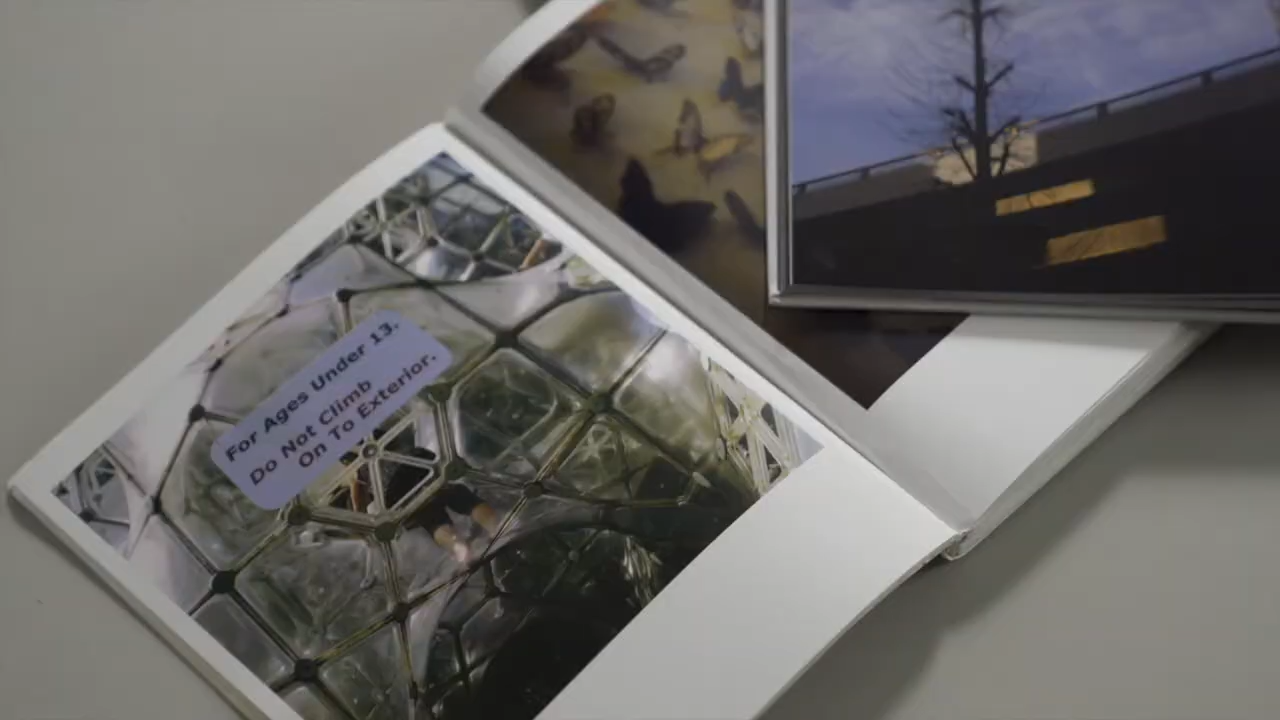 For Ages Under 13.
Do Not Climb
On To Exterior.